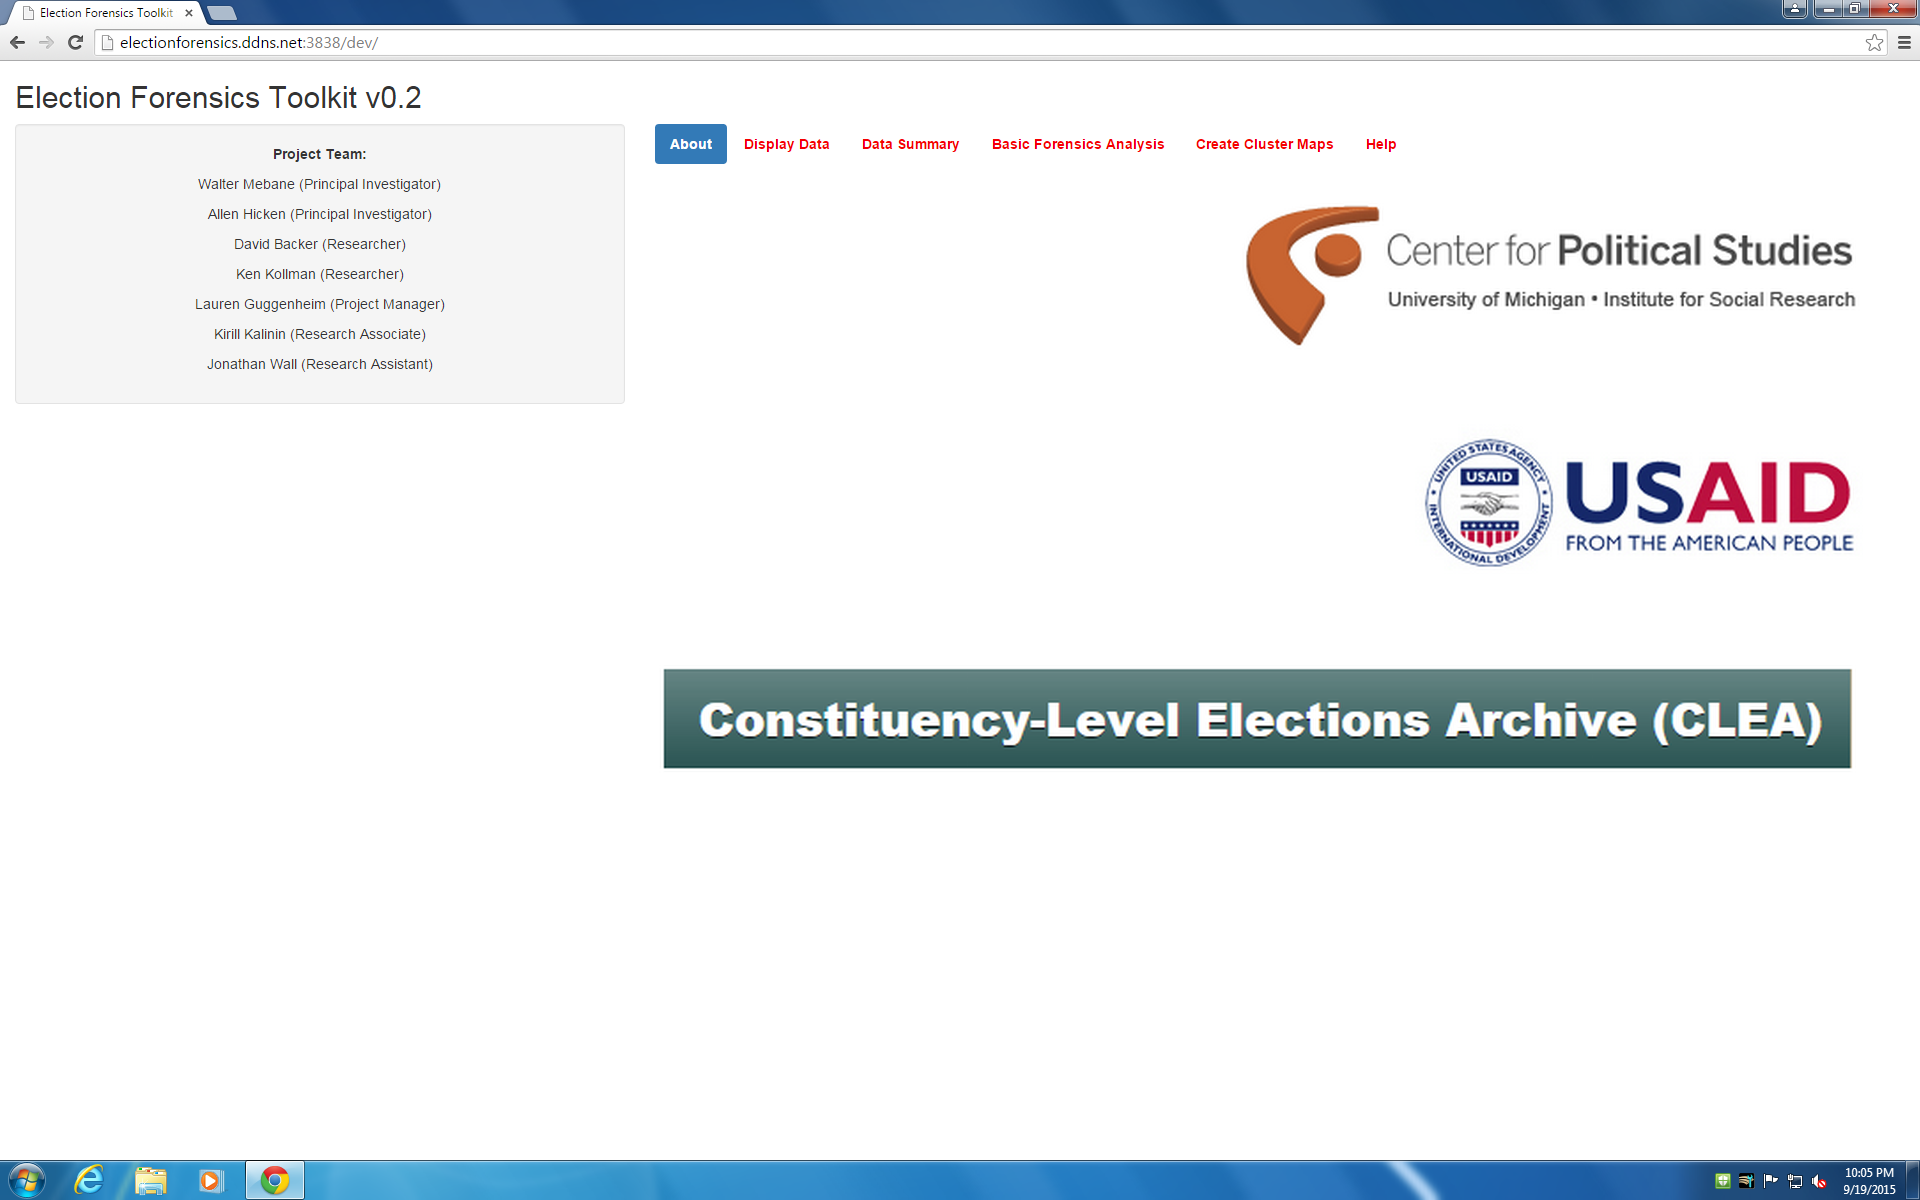 Election Forensics Toolkit
electionforensics.ddns.net:3838/dev/
Election Forensics Toolkit v0.2
Project Team:
Walter Mebane (Principal Investigator)
Allen Hicken (Principal Investigator)
David Backer (Researcher)
Ken Kollman (Researcher)
Lauren Guggenheim (Project Manager)
Kirill Kalinin (Research Associate)
Jonathan Wall (Research Assistant)
About Display Data Data Summary Basic Forensics Analysis Create Cluster Maps Help
Center for Political Studies
University of Michigan • Institute for Social Research
UNITED STATES AGENCY
USAID
INTERNATIONAL DEVELOPMENT
USAID
FROM THE AMERICAN PEOPLE
Constituency-Level Elections Archive (CLEA)
10:05 PM
9/19/2015